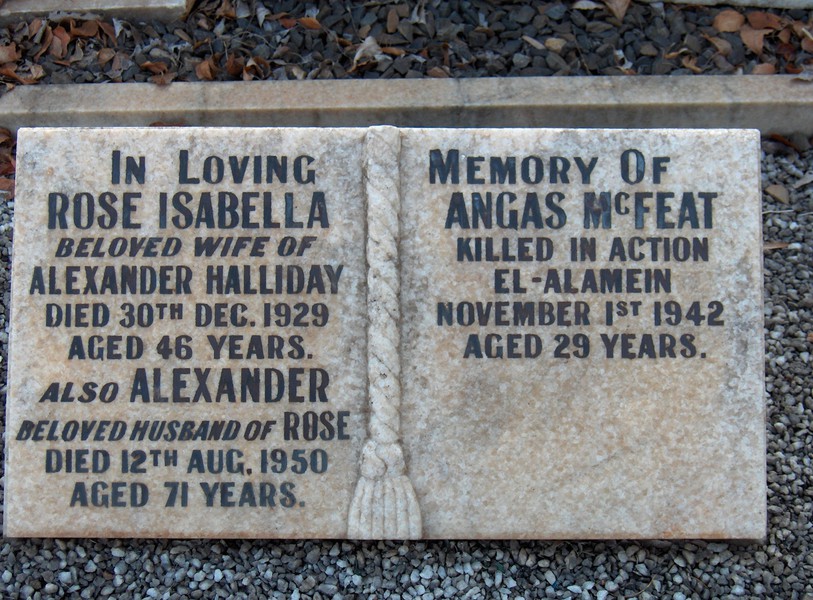 IN LOVING
ROSE ISABELLA
BELOVED WIFE OF
ALEXANDER HALLIDAY
DIED 30TH DEC. 1929
AGED 46 YEARS.
ALSO ALEXANDER
BELOVED HUSBAND OF ROSE
DIED 12TH AUG. 1950
AGED 71 YEARS.
MEMORY OF
ANGAS McFEAT
KILLED IN ACTION
EL-ALAMEIN
NOVEMBER 1ST 1942
AGED 29 YEARS.